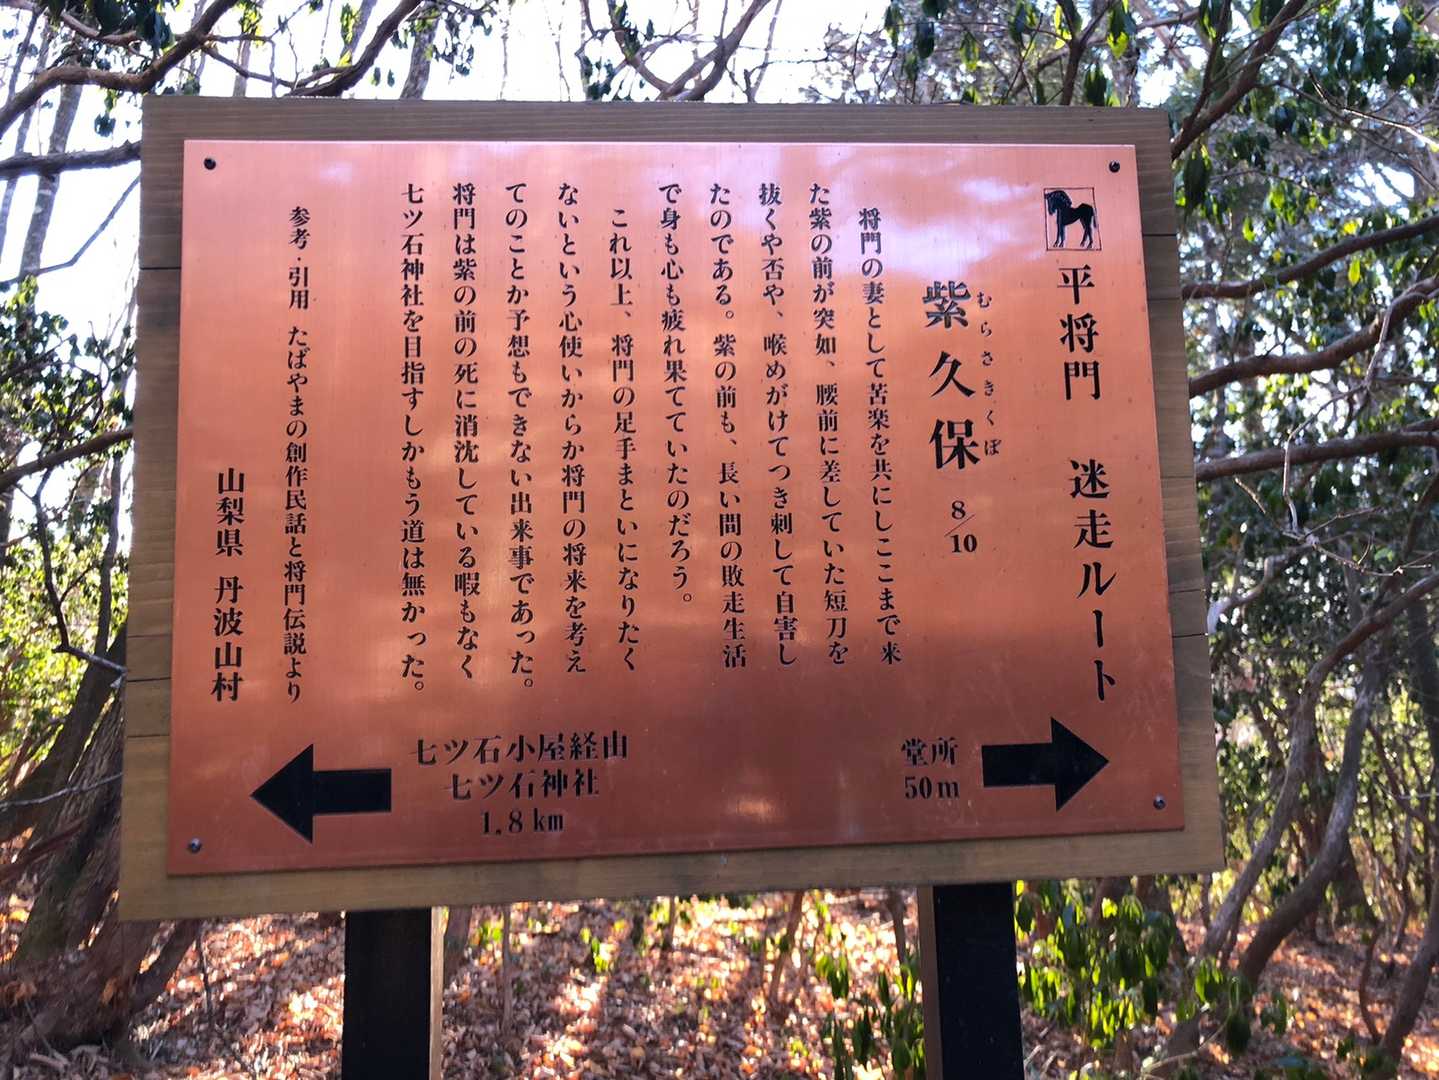 平将門　迷走ルート
むらさきくぼ
紫久保 8/10
将門の妻として苦楽を共にしここまで来
た紫の前が突如、腰前に差していた短刀を
抜くや否や、喉めがけてつき刺して自害し
たのである。紫の前も、長い間の敗走生活
で身も心も疲れ果てていたのだろう。
これ以上、将門の足手まといになりたく
ないという心使いからか将門の将来を考え
てのことか予想もできない出来事であった。
将門は紫の前の死に消沈している暇もなく
七ツ石神社を目指すしかもう道は無かった。
参考・引用　たばやまの創作民話と将門伝説より
山梨県　丹波山村
七ツ石小屋経由
七ツ石神社
1.8km
堂所
50m